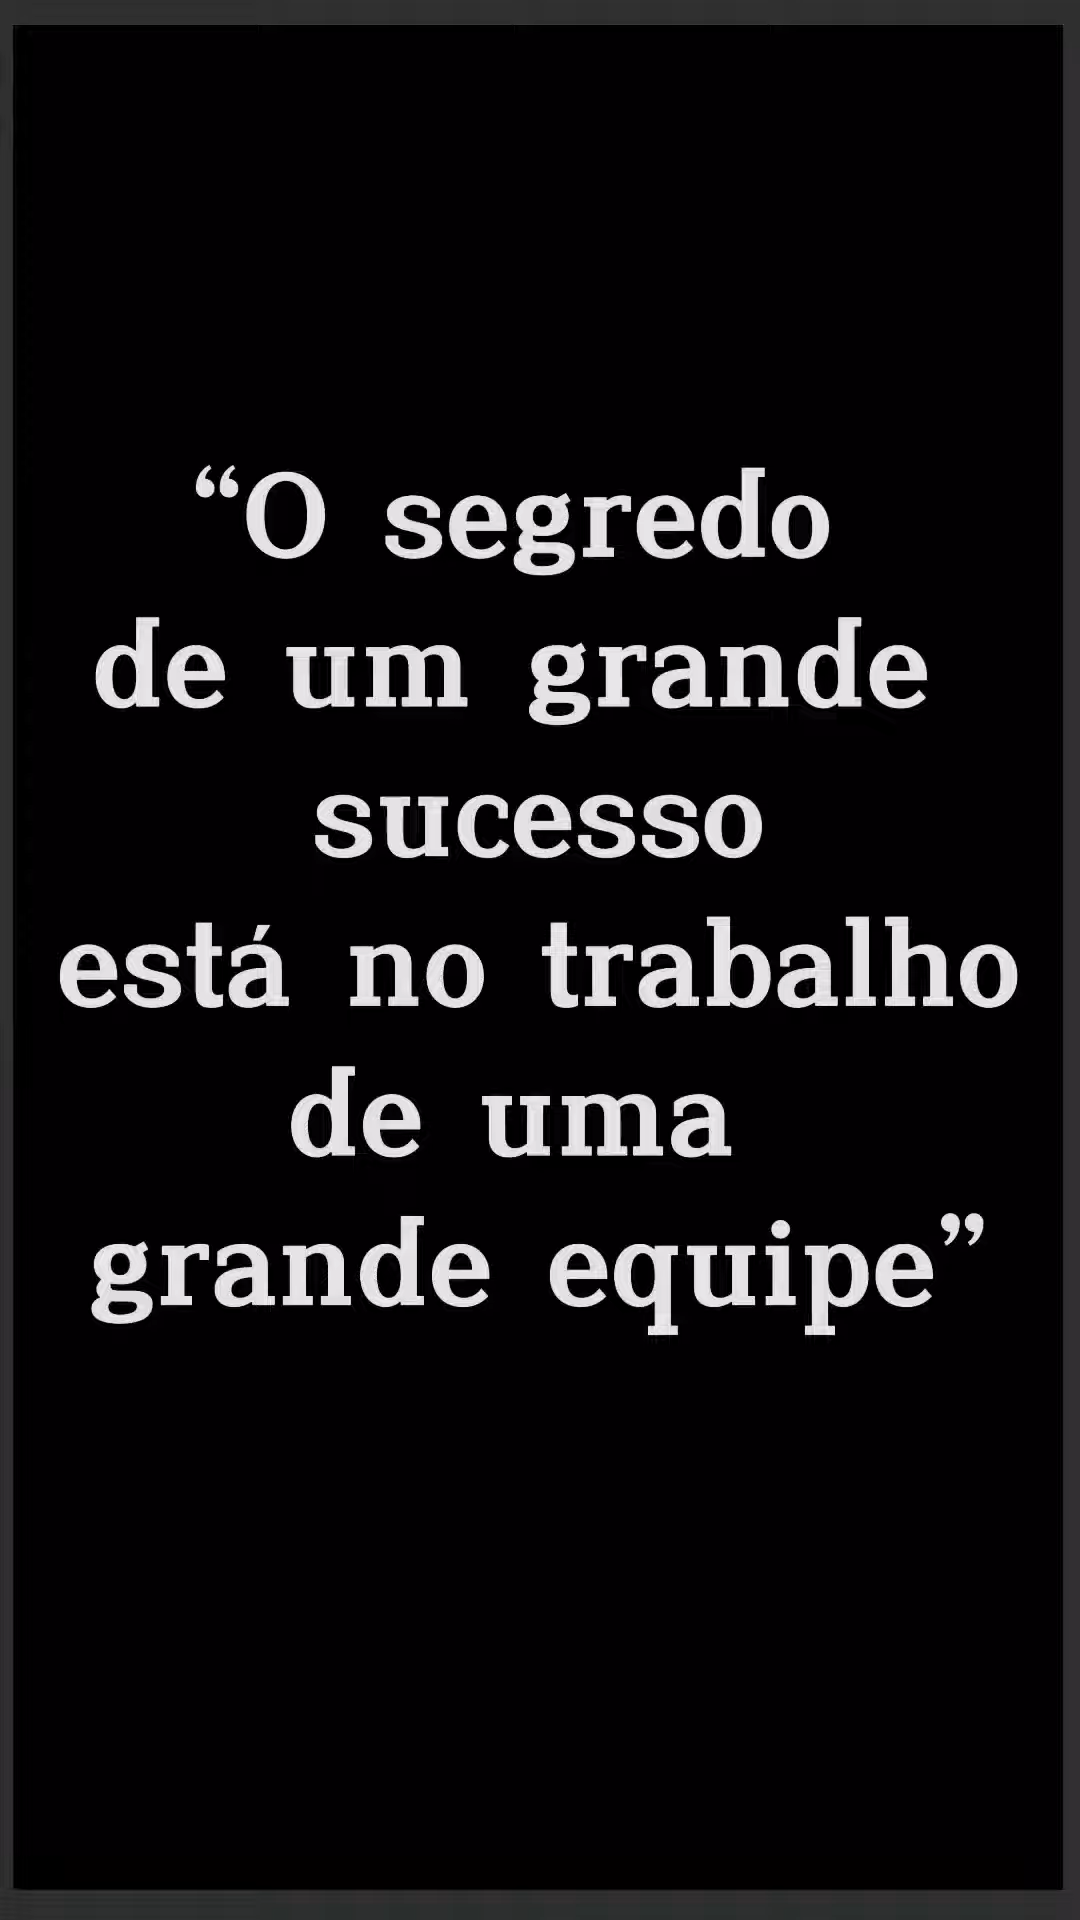 “O segredo
de um grande
sucesso
está no trabalho
de uma
grande equipe”